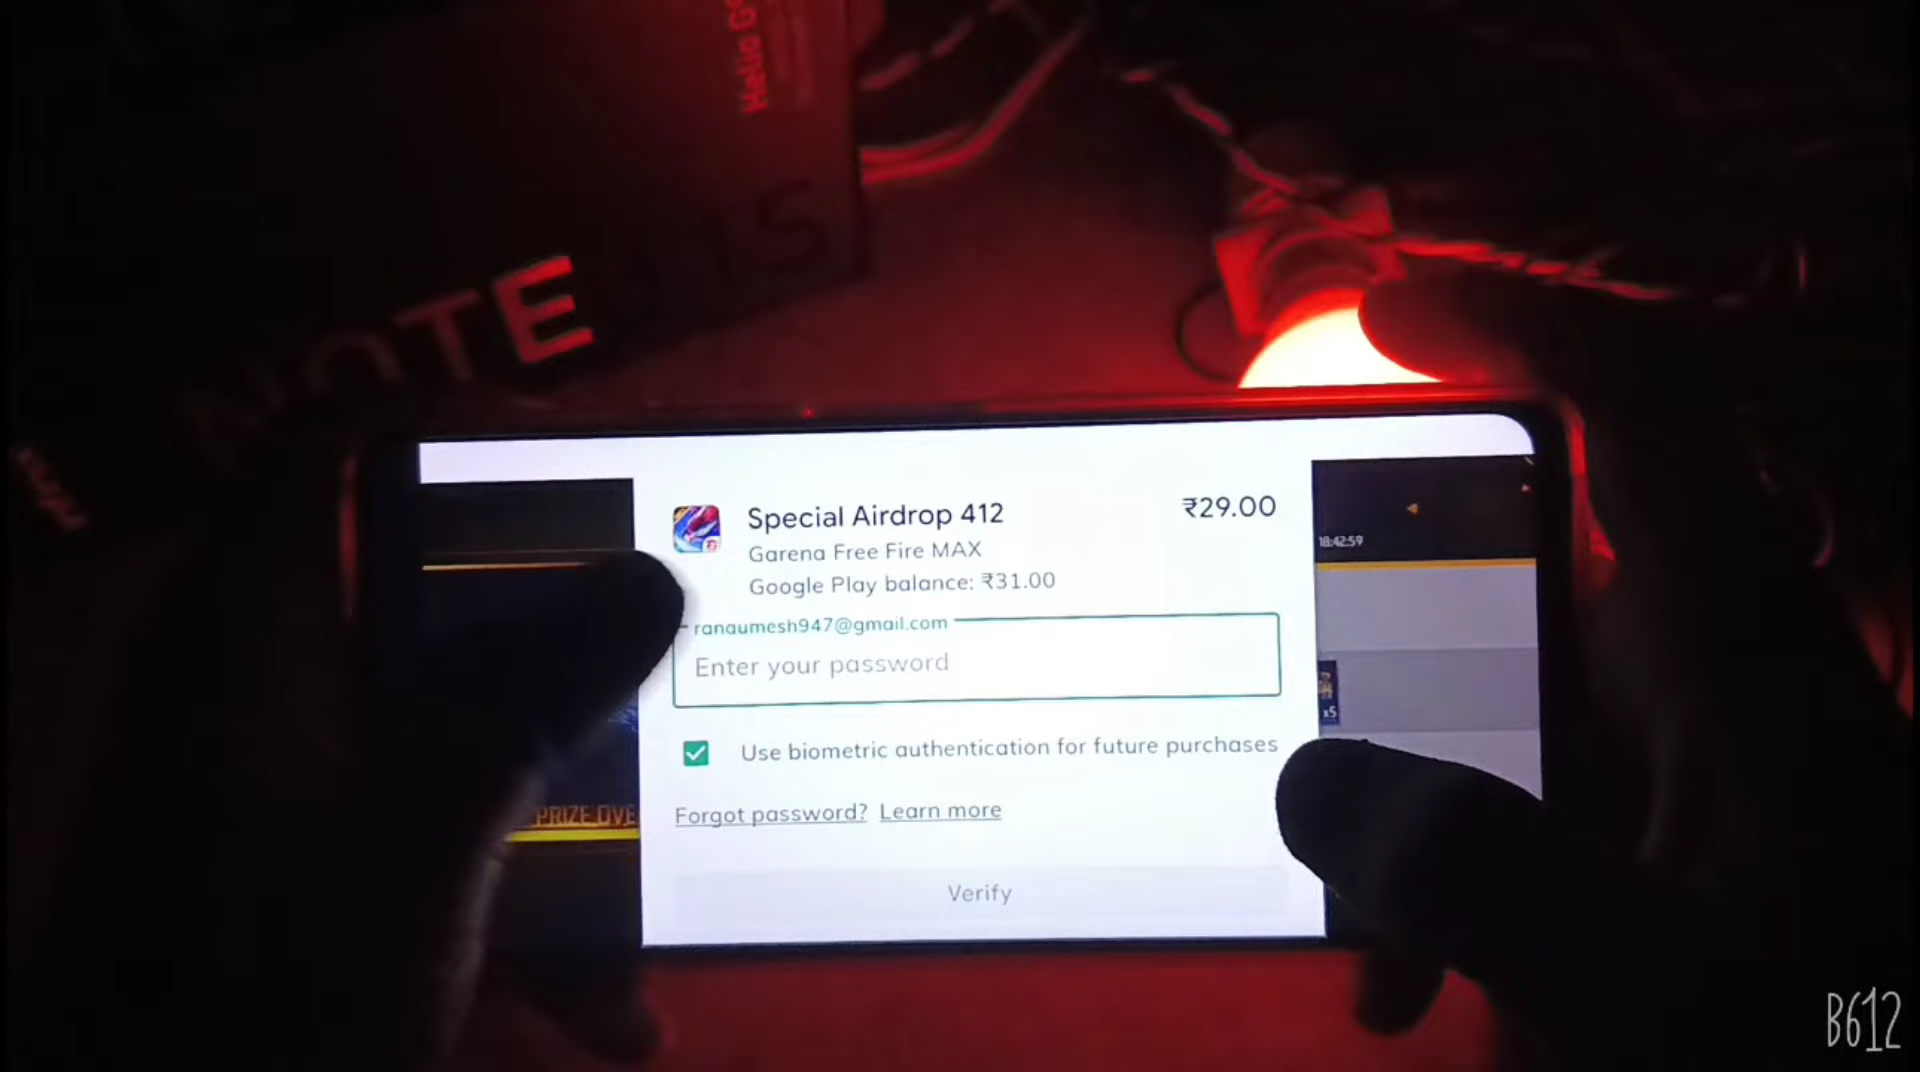 Helio G
NOTE 11S
Special Airdrop 412
₹29.00
Garena Free Fire MAX
Google Play balance: ₹31.00
18:42:59
ranaumesh947@gmail.com
Enter your password
x5
Use biometric authentication for future purchases
PRIZE OVE
Forgot password? Learn more
Verify
B612